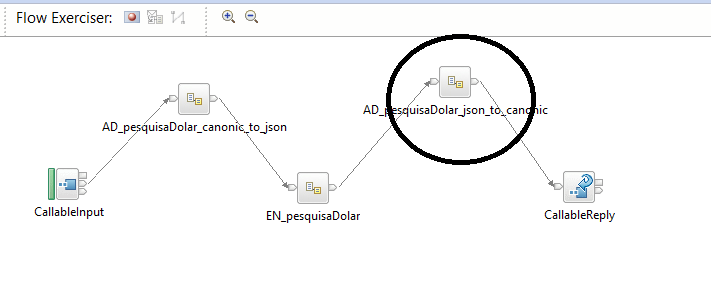 Flow Exerciser:
AD_pesquisaDolar_canonic_to_json
AD_pesquisaDolar_json_to_canonic
CallableInput
EN_pesquisaDolar
CallableReply